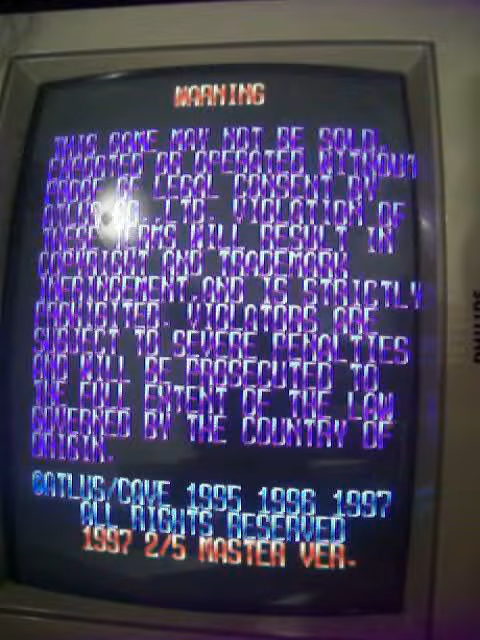 WARNING
THIS GAME MAY NOT BE SOLD,
EXPORTED OR OPERATED WITHOUT
PROOF OF LEGAL CONSENT BY
ATLUS CO.,LTD. VIOLATION OF
THESE TERMS WILL RESULT IN
COPYRIGHT AND TRADEMARK
INFRINGEMENT,AND IS STRICTLY
PROHIBITED. VIOLATORS ARE
SUBJECT TO SEVERE PENALTIES
AND WILL BE PROSECUTED TO
THE FULL EXTENT OF THE LAW
GOVERNED BY THE COUNTRY OF
ORIGIN.
©ATLUS/CAVE 1995 1996 1997
ALL RIGHTS RESERVED
1997 2/5 MASTER VER.
PHILIPS